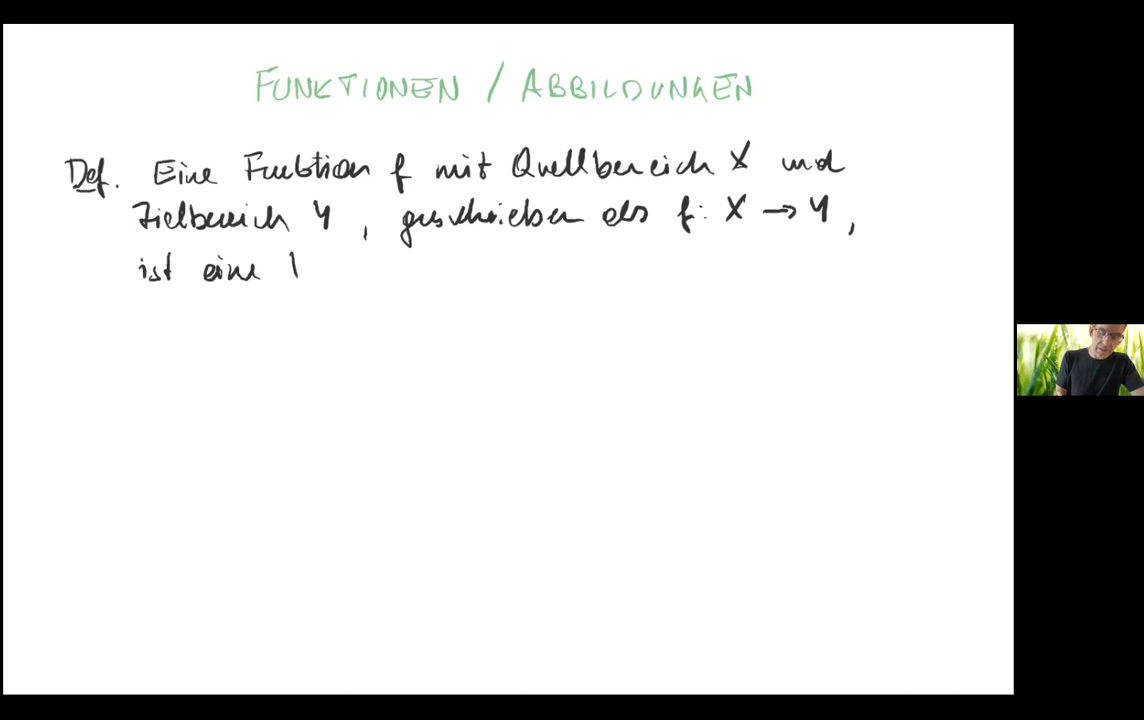 FUNKTIONEN / ABBILDUNGEN
Def. Eine Funktion f mit Quellbereich X und
Zielbereich Y, geschrieben als f: X → Y,
ist eine